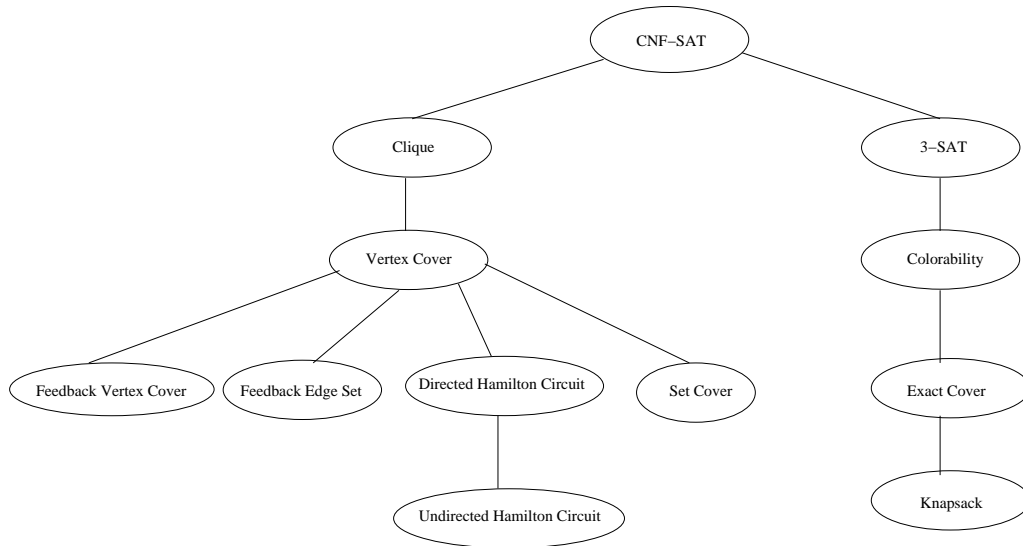 CNF–SAT
Clique
3–SAT
Vertex Cover
Colorability
Feedback Vertex Cover
Feedback Edge Set
Directed Hamilton Circuit
Set Cover
Exact Cover
Undirected Hamilton Circuit
Knapsack